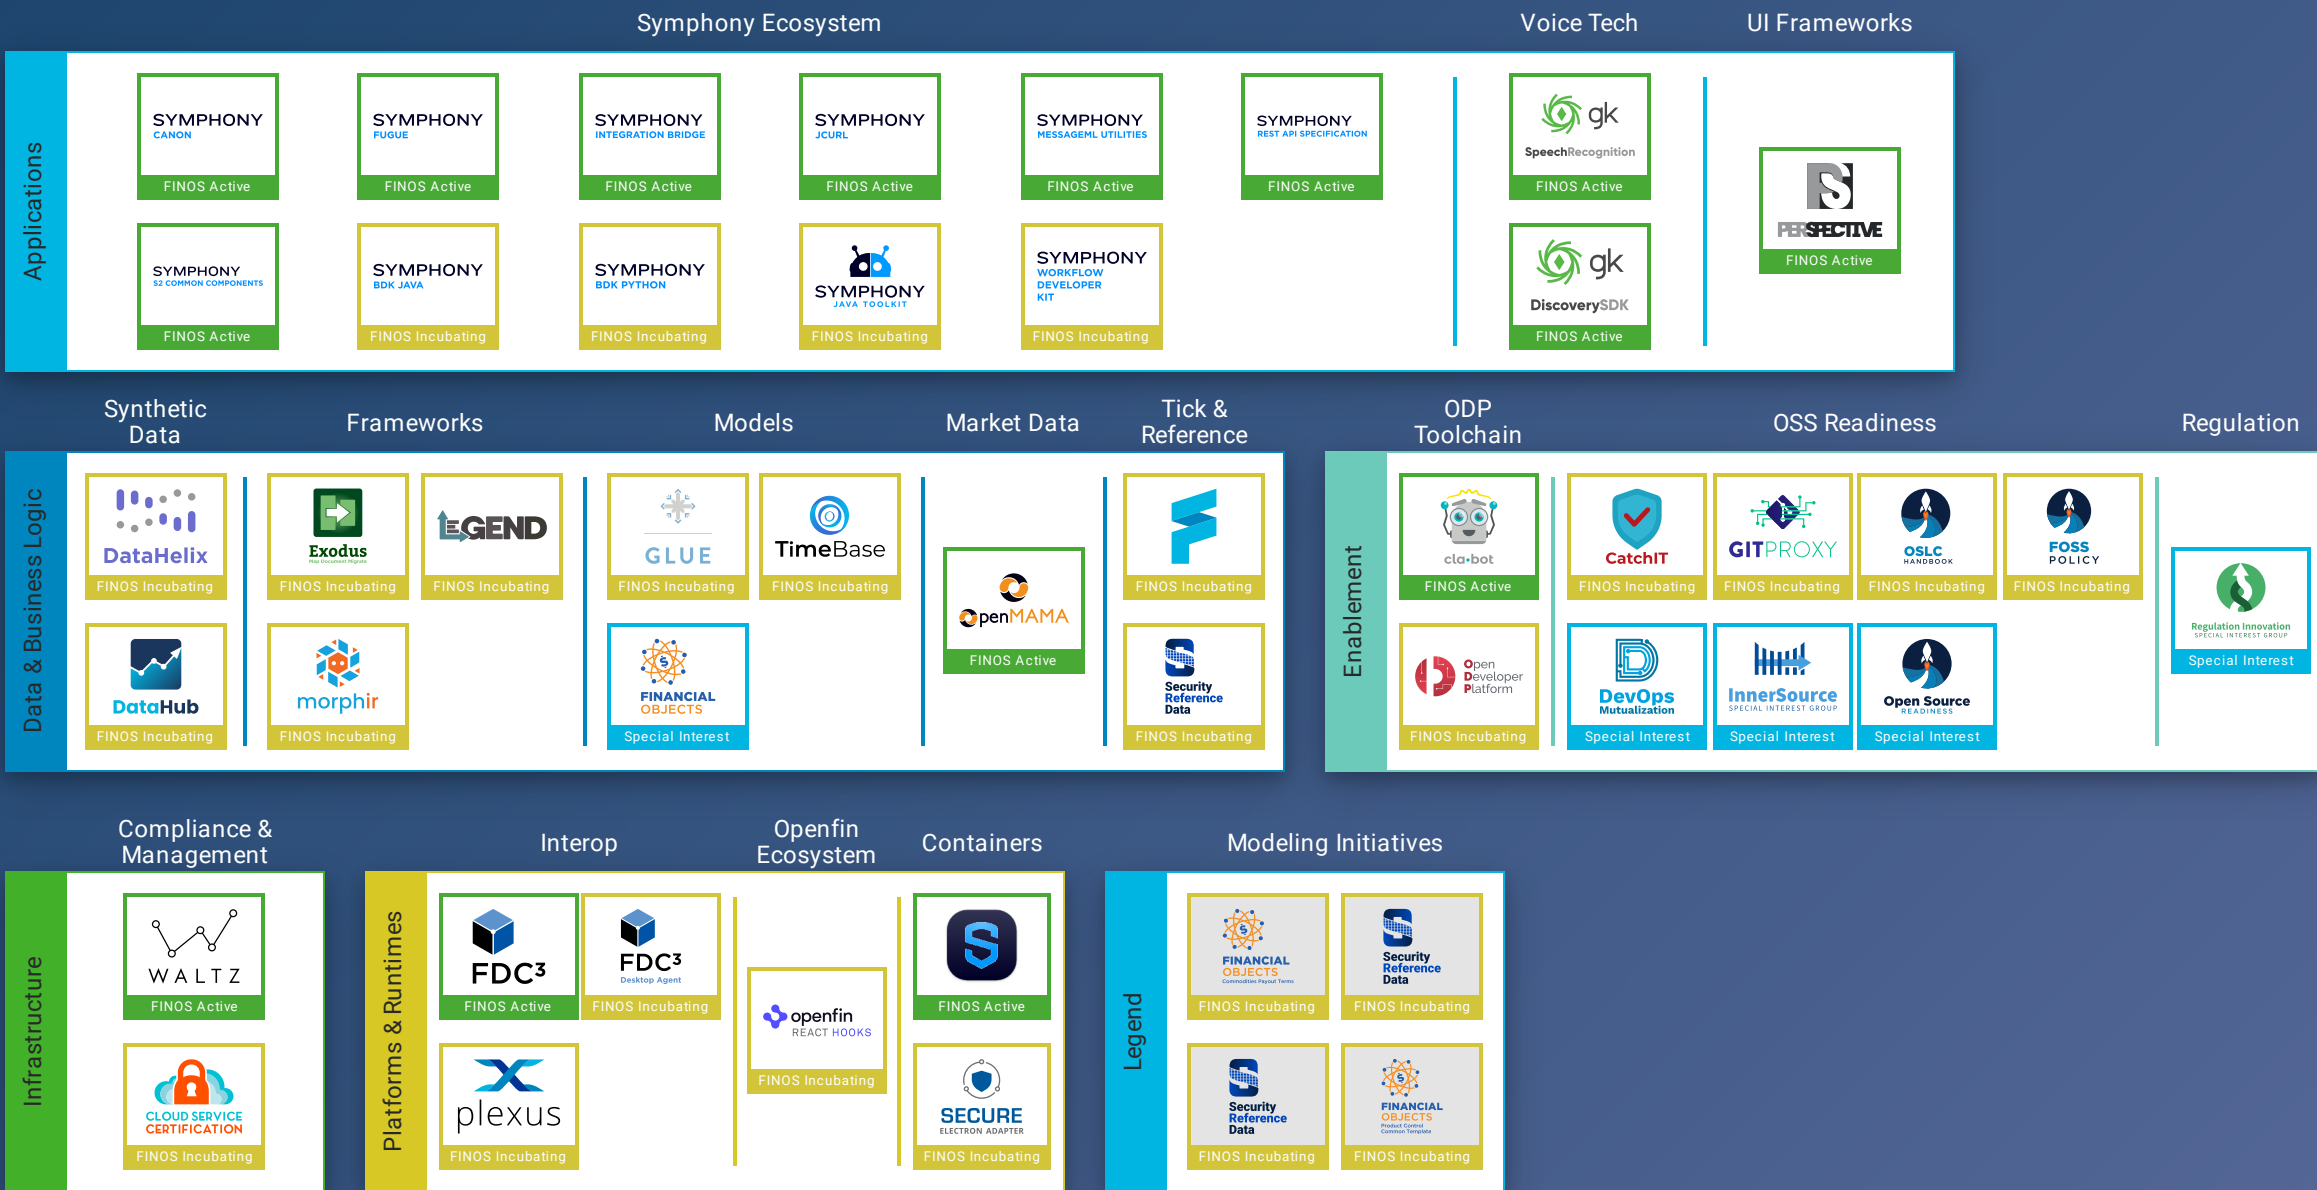 Symphony Ecosystem
Voice Tech
UI Frameworks
Applications
SYMPHONY
CANON
FINOS Active
SYMPHONY
FUGUE
FINOS Active
SYMPHONY
INTEGRATION BRIDGE
FINOS Active
SYMPHONY
JCURL
FINOS Active
SYMPHONY
MESSAGEML UTILITIES
FINOS Active
SYMPHONY
REST API SPECIFICATION
FINOS Active
gk
SpeechRecognition
FINOS Active
PERSPECTIVE
FINOS Active
SYMPHONY
S2 COMMON COMPONENTS
FINOS Active
SYMPHONY
BDK JAVA
FINOS Incubating
SYMPHONY
BDK PYTHON
FINOS Incubating
SYMPHONY
JAVA TOOLKIT
FINOS Incubating
SYMPHONY
WORKFLOW
DEVELOPER
KIT
FINOS Incubating
gk
DiscoverySDK
FINOS Active
Synthetic
Data
Frameworks
Models
Market Data
Tick &
Reference
Data & Business Logic
DataHelix
FINOS Incubating
Exodus
Map Document Migrate
FINOS Incubating
LEGEND
FINOS Incubating
GLUE
FINOS Incubating
TimeBase
FINOS Incubating
OpenMAMA
FINOS Active
FINOS Incubating
DataHub
FINOS Incubating
morphir
FINOS Incubating
FINANCIAL
OBJECTS
Special Interest
Security
Reference
Data
FINOS Incubating
ODP
Toolchain
OSS Readiness
Regulation
Enablement
cla•bot
FINOS Active
CatchIT
FINOS Incubating
GITPROXY
FINOS Incubating
OSLC
HANDBOOK
FINOS Incubating
FOSS
POLICY
FINOS Incubating
Regulation Innovation
SPECIAL INTEREST GROUP
Special Interest
Open
Developer
Platform
FINOS Incubating
DevOps
Mutualization
Special Interest
InnerSource
SPECIAL INTEREST GROUP
Special Interest
Open Source
READINESS
Special Interest
Compliance &
Management
Infrastructure
WALTZ
FINOS Active
CLOUD SERVICE
CERTIFICATION
FINOS Incubating
Interop
Openfin
Ecosystem
Containers
Platforms & Runtimes
FDC3
FINOS Active
FDC3
Desktop Agent
FINOS Incubating
openfin
REACT HOOKS
FINOS Incubating
S
FINOS Active
plexus
FINOS Incubating
SECURE
ELECTRON ADAPTER
FINOS Incubating
Modeling Initiatives
Legend
FINANCIAL
OBJECTS
Commodities Payout Terms
FINOS Incubating
Security
Reference
Data
FINOS Incubating
Security
Reference
Data
FINOS Incubating
FINANCIAL
OBJECTS
Product Control
Common Template
FINOS Incubating